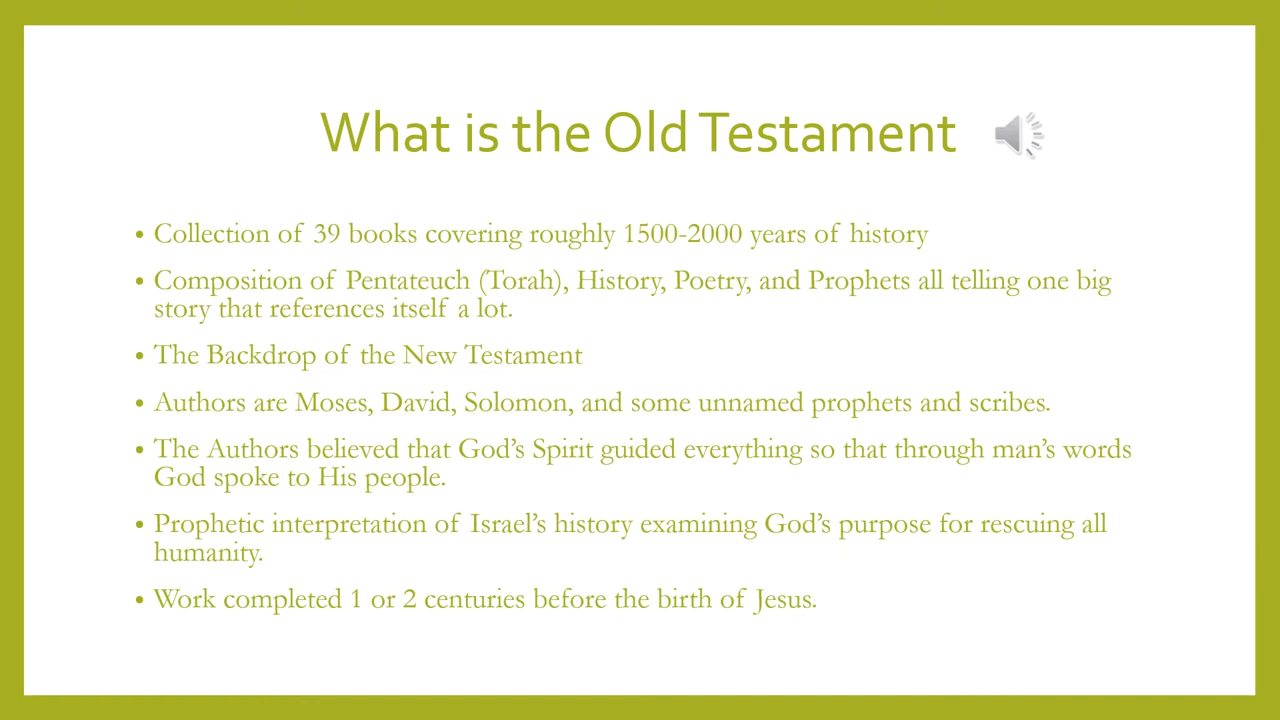 What is the Old Testament
• Collection of 39 books covering roughly 1500-2000 years of history
• Composition of Pentateuch (Torah), History, Poetry, and Prophets all telling one big
story that references itself a lot.
• The Backdrop of the New Testament
• Authors are Moses, David, Solomon, and some unnamed prophets and scribes.
• The Authors believed that God’s Spirit guided everything so that through man’s words
God spoke to His people.
• Prophetic interpretation of Israel’s history examining God’s purpose for rescuing all
humanity.
• Work completed 1 or 2 centuries before the birth of Jesus.